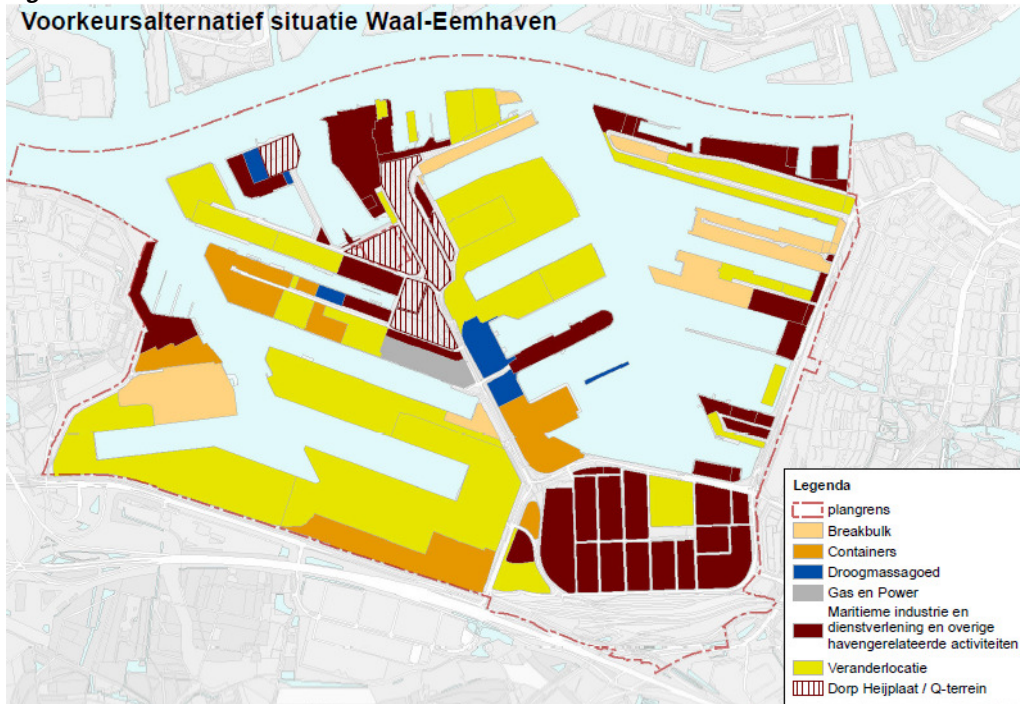 Voorkeursalternatief situatie Waal-Eemhaven
Legenda
plangrens
Breakbulk
Containers
Droogmassagoed
Gas en Power
Maritieme industrie en
dienstverlening en overige
havengerelateerde activiteiten
Veranderlocatie
Dorp Heijplaat / Q-terrein